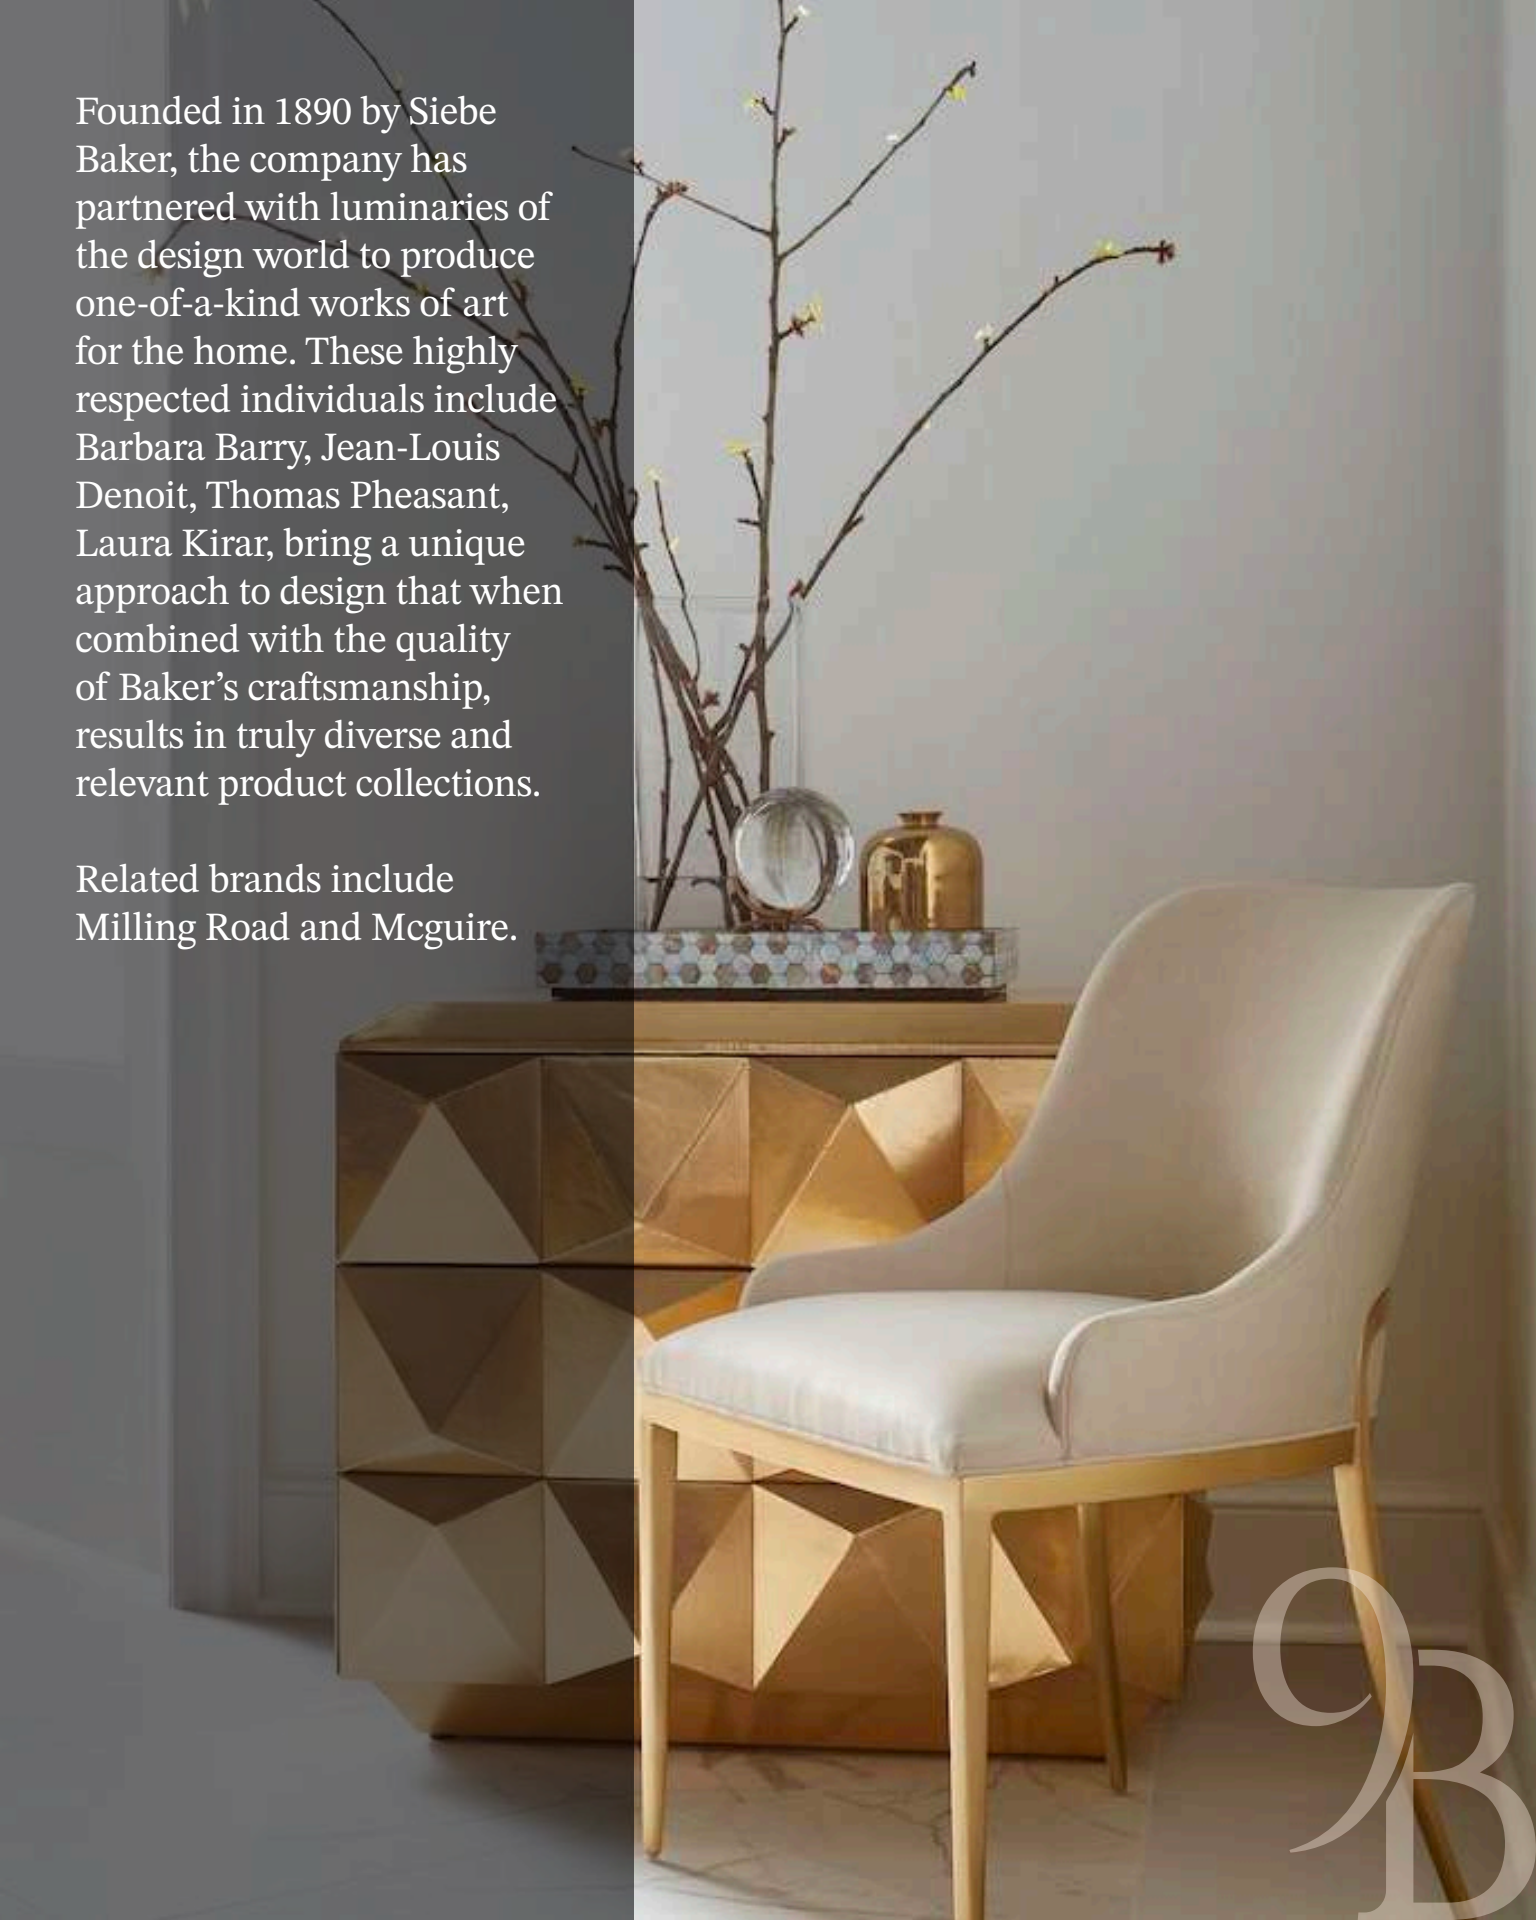 Founded in 1890 by Siebe
Baker, the company has
partnered with luminaries of
the design world to produce
one-of-a-kind works of art
for the home. These highly
respected individuals include
Barbara Barry, Jean-Louis
Denoit, Thomas Pheasant,
Laura Kirar, bring a unique
approach to design that when
combined with the quality
of Baker’s craftsmanship,
results in truly diverse and
relevant product collections.
Related brands include
Milling Road and Mcguire.
9B